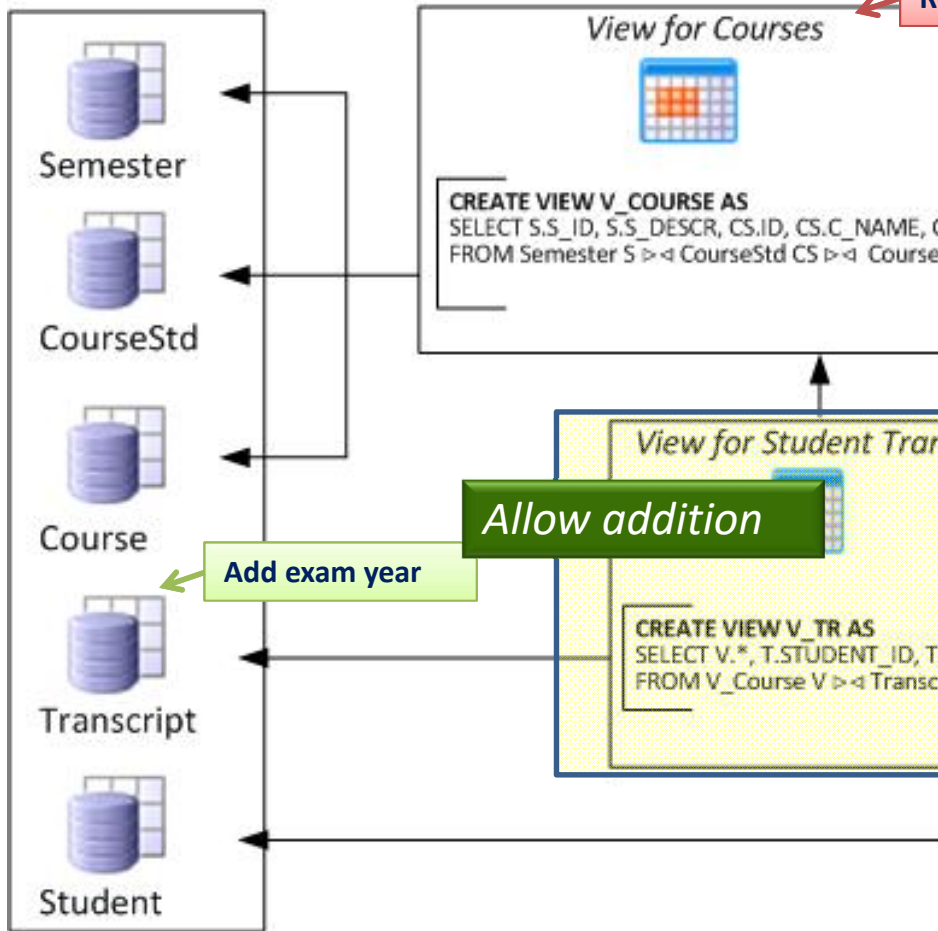 View for Courses
Semester
CREATE VIEW V_COURSE AS
SELECT S.S_ID, S.S_DESCR, CS.ID, CS.C_NAME,
FROM Semester S ⊳⊲ CourseStd CS ⊳⊲ Course
CourseStd
View for Student
Allow addition
Course
Add exam year
CREATE VIEW V_TR AS
SELECT V.*, T.STUDENT_ID,
FROM V_Course V ⊳⊲
Transcript
Student